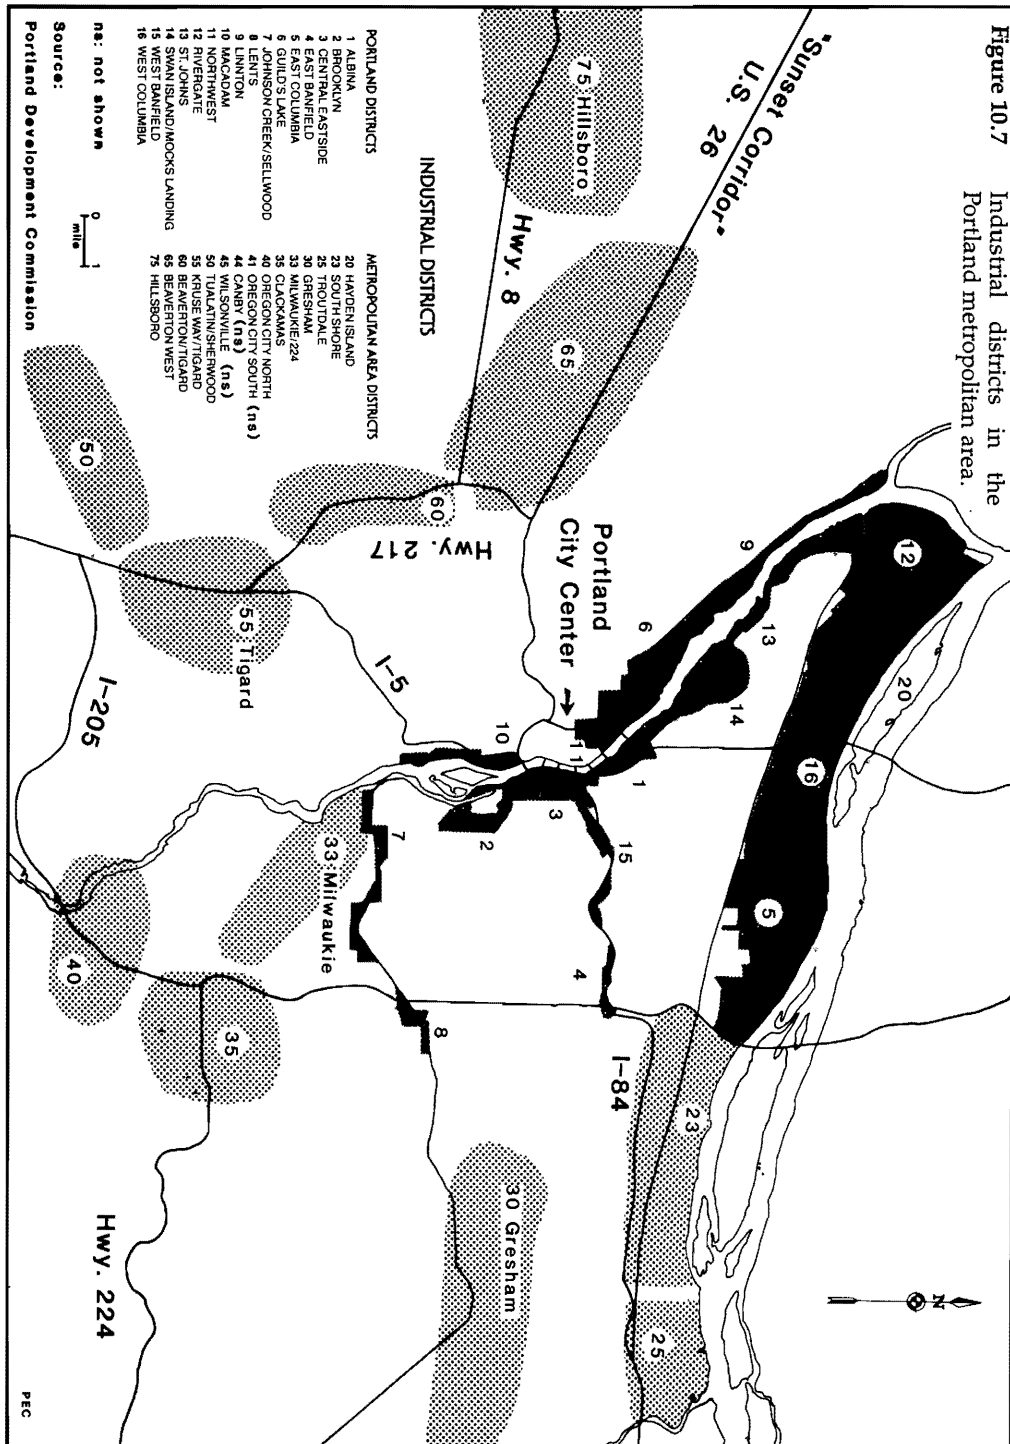 Figure 10.7 Industrial districts in the
Portland metropolitan area.
"Sunset Corridor"
U.S. 26
75 Hillsboro
Hwy. 8
65
60
Hwy. 217
50
55 Tigard
I-5
I-205
Portland
City Center
9
6
12
13
14
20
16
5
11
10
1
3
2
15
4
7
8
33 Milwaukie
40
35
I-84
23
25
30 Gresham
Hwy. 224
N
INDUSTRIAL DISTRICTS
PORTLAND DISTRICTS
1 ALBINA
2 BROOKLYN
3 CENTRAL EASTSIDE
4 EAST BANFIELD
5 EAST COLUMBIA
6 GUILD'S LAKE
7 JOHNSON CREEK/SELLWOOD
8 LENTS
9 LINNTON
10 MACADAM
11 NORTHWEST
12 RIVERGATE
13 ST. JOHNS
14 SWAN ISLAND/MOCKS LANDING
15 WEST BANFIELD
16 WEST COLUMBIA
METROPOLITAN AREA DISTRICTS
20 HAYDEN ISLAND
23 SOUTH SHORE
25 TROUTDALE
30 GRESHAM
33 MILWAUKIE/224
35 CLACKAMAS
40 OREGON CITY NORTH
41 OREGON CITY SOUTH (ns)
44 CANBY (ns)
45 WILSONVILLE (ns)
50 TUALATIN/SHERWOOD
55 KRUSE WAY/TIGARD
60 BEAVERTON/TIGARD
65 BEAVERTON WEST
75 HILLSBORO
ns: not shown
0 1
mile
Source:
Portland Development Commission
PEC